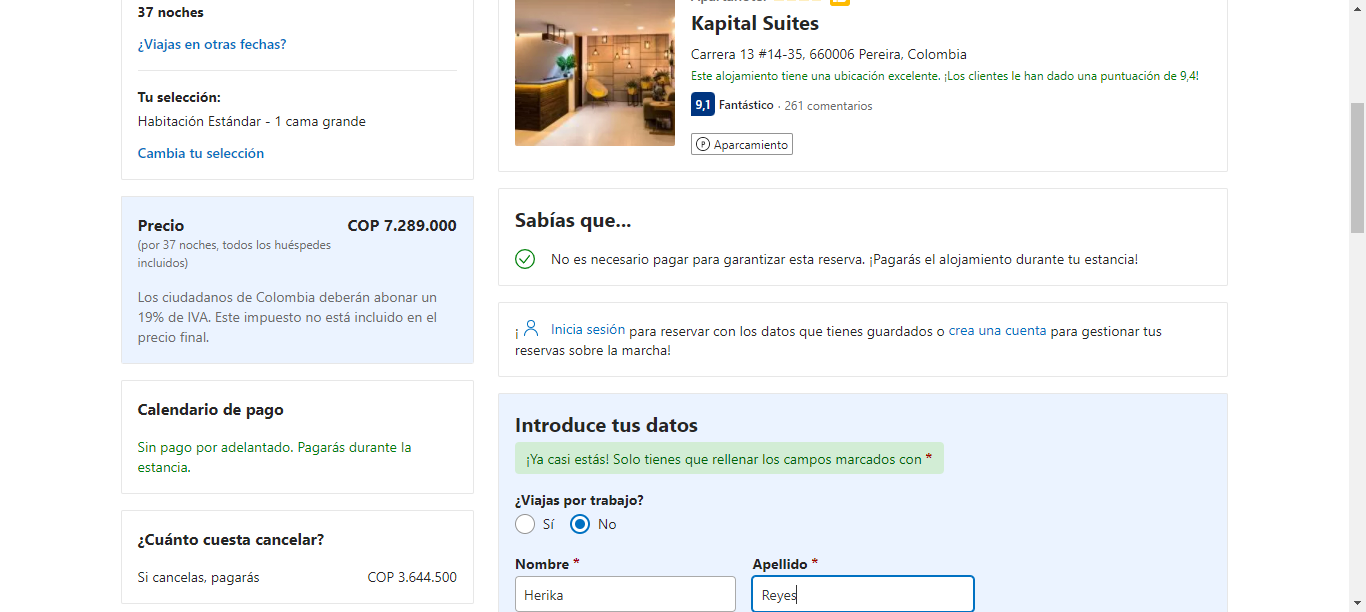 37 noches
¿Viajas en otras fechas?
Tu selección:
Habitación Estándar - 1 cama grande
Cambia tu selección
Precio COP 7.289.000
(por 37 noches, todos los huéspedes
incluidos)
Los ciudadanos de Colombia deberán abonar un
19% de IVA. Este impuesto no está incluido en el
precio final.
Calendario de pago
Sin pago por adelantado. Pagarás durante la
estancia.
¿Cuánto cuesta cancelar?
Si cancelas, pagarás COP 3.644.500
Kapital Suites
Carrera 13 #14-35, 660006 Pereira, Colombia
Este alojamiento tiene una ubicación excelente. ¡Los clientes le han dado una puntuación de 9,4!
9,1 Fantástico · 261 comentarios
P Aparcamiento
Sabías que...
No es necesario pagar para garantizar esta reserva. ¡Pagarás el alojamiento durante tu estancia!
¡ Inicia sesión para reservar con los datos que tienes guardados o crea una cuenta para gestionar tus
reservas sobre la marcha!
Introduce tus datos
¡Ya casi estás! Solo tienes que rellenar los campos marcados con *
¿Viajas por trabajo?
Sí No
Nombre * Apellido *
Herika Reyes